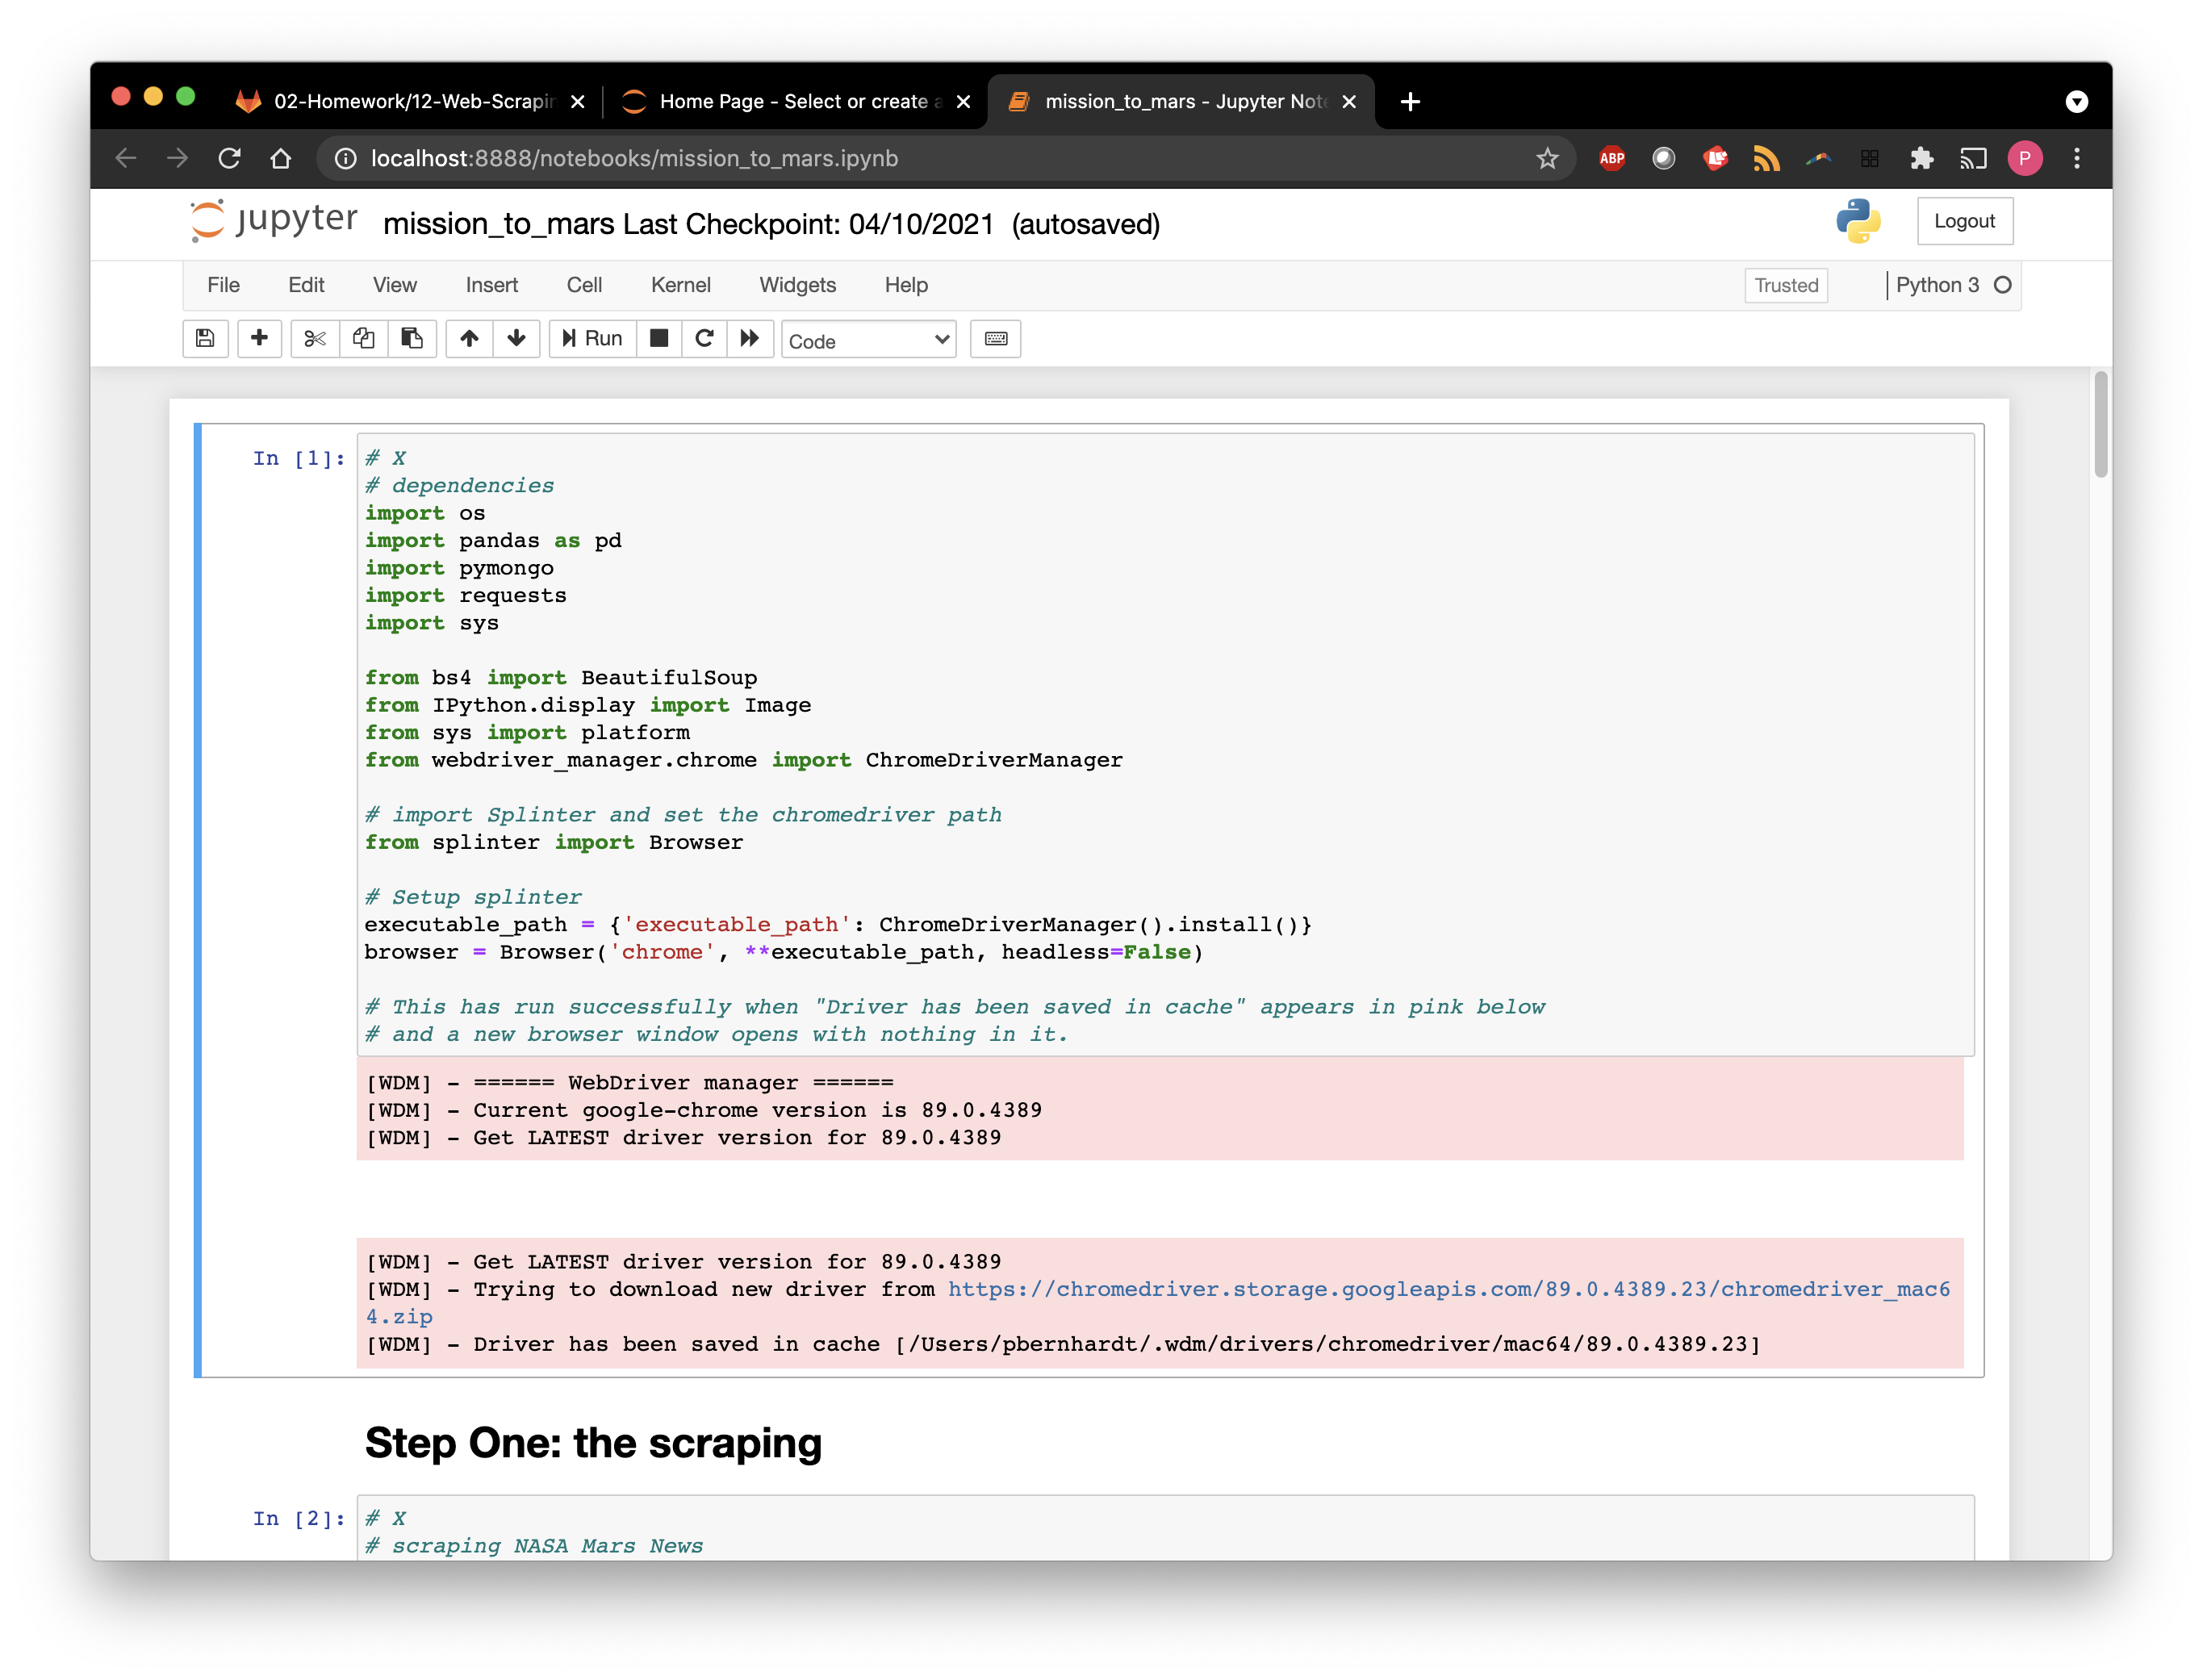 02-Homework/12-Web-Scrapin
Home Page - Select or create a
mission_to_mars - Jupyter Note
localhost:8888/notebooks/mission_to_mars.ipynb
ABP
P
jupyter
mission_to_mars Last Checkpoint: 04/10/2021 (autosaved)
Logout
File Edit View Insert Cell Kernel Widgets Help
Trusted
Python 3
Run
Code
In [1]:
# X
# dependencies
import os
import pandas as pd
import pymongo
import requests
import sys
from bs4 import BeautifulSoup
from IPython.display import Image
from sys import platform
from webdriver_manager.chrome import ChromeDriverManager
# import Splinter and set the chromedriver path
from splinter import Browser
# Setup splinter
executable_path = {'executable_path': ChromeDriverManager().install()}
browser = Browser('chrome', **executable_path, headless=False)
# This has run successfully when "Driver has been saved in cache" appears in pink below
# and a new browser window opens with nothing in it.
[WDM] - ====== WebDriver manager ======
[WDM] - Current google-chrome version is 89.0.4389
[WDM] - Get LATEST driver version for 89.0.4389
[WDM] - Get LATEST driver version for 89.0.4389
[WDM] - Trying to download new driver from https://chromedriver.storage.googleapis.com/89.0.4389.23/chromedriver_mac6
4.zip
[WDM] - Driver has been saved in cache [/Users/pbernhardt/.wdm/drivers/chromedriver/mac64/89.0.4389.23]
Step One: the scraping
In [2]:
# X
# scraping NASA Mars News